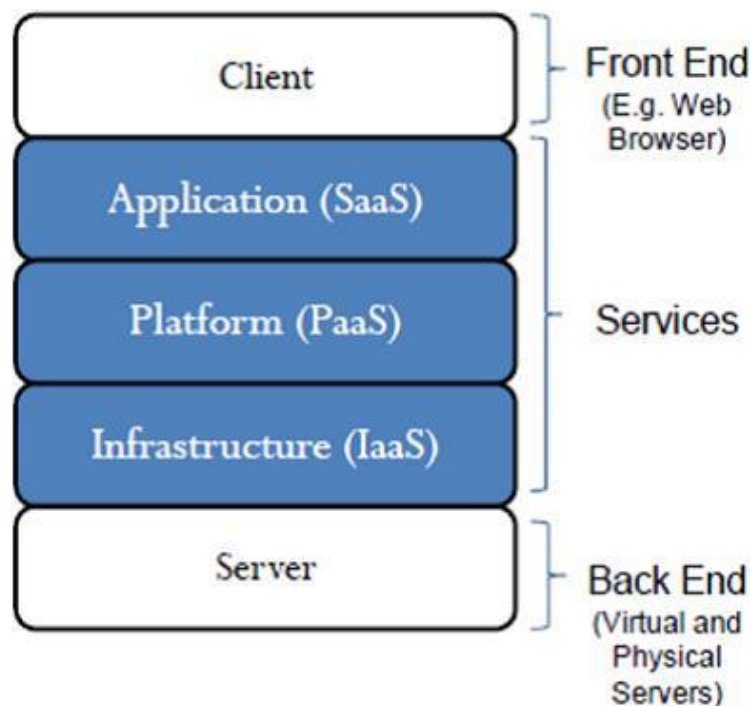 Client
Front End
(E.g. Web
Browser)
Application (SaaS)
Platform (PaaS)
Services
Infrastructure (IaaS)
Server
Back End
(Virtual and
Physical
Servers)